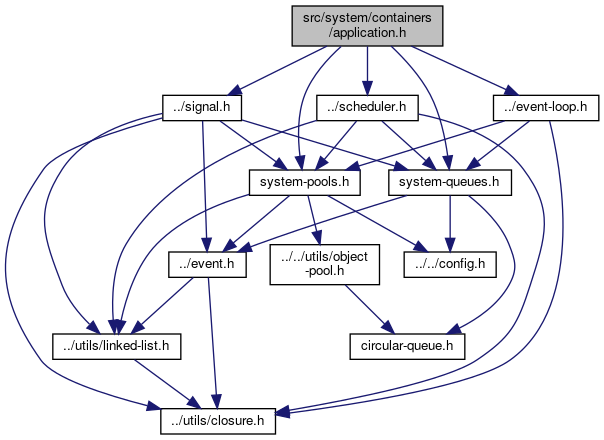 src/system/containers
/application.h
../signal.h
../scheduler.h
../event-loop.h
system-pools.h
system-queues.h
../event.h
../../utils/object
-pool.h
../../config.h
../utils/linked-list.h
circular-queue.h
../utils/closure.h